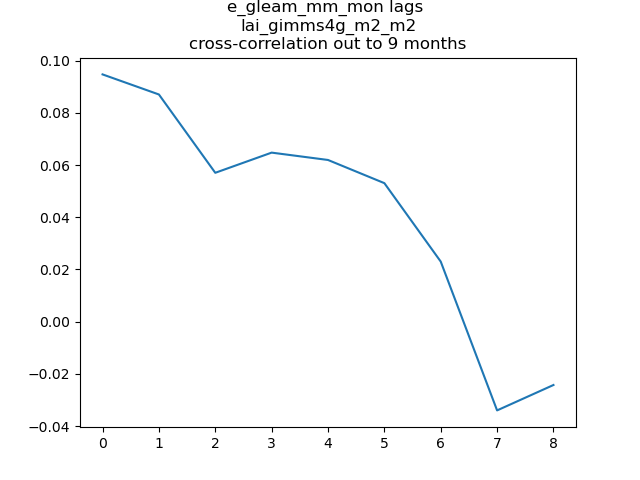 e_gleam_mm_mon lags
lai_gimms4g_m2_m2
cross-correlation out to 9 months
0.10
0.08
0.06
0.04
0.02
0.00
−0.02
−0.04
0 1 2 3 4 5 6 7 8